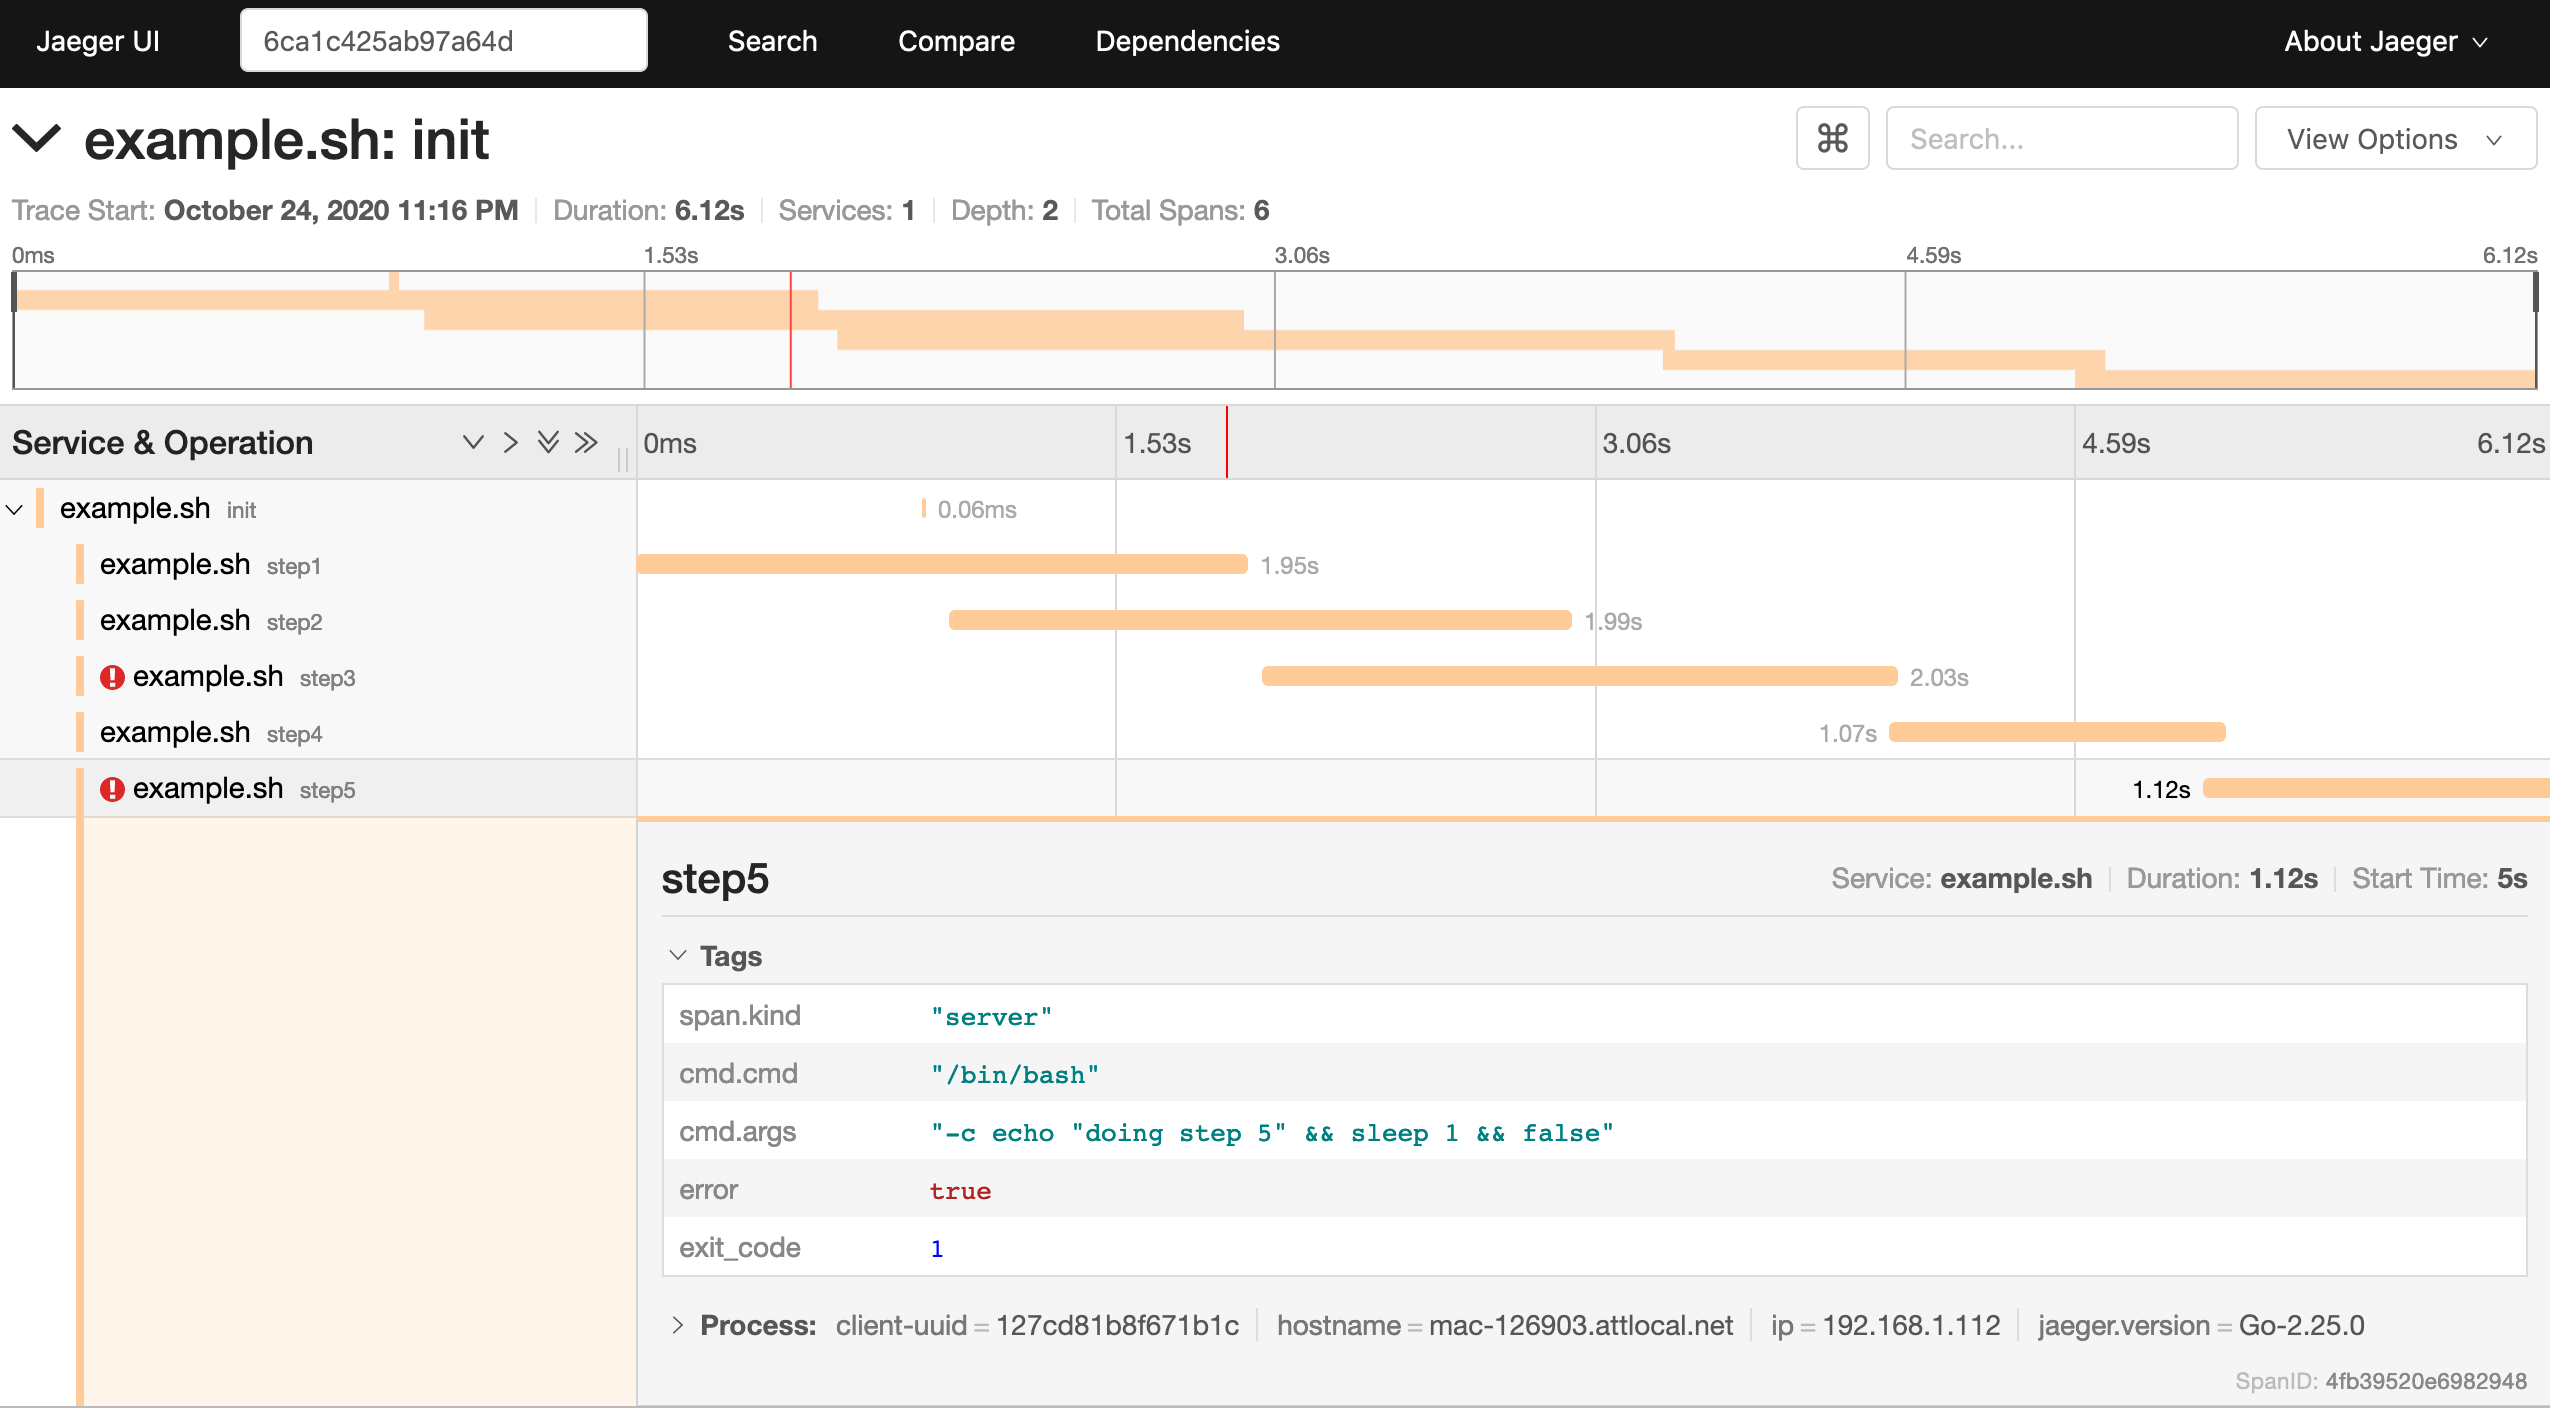 Jaeger UI 6ca1c425ab97a64d Search Compare Dependencies About Jaeger
example.sh: init ⌘ Search... View Options
Trace Start: October 24, 2020 11:16 PM Duration: 6.12s Services: 1 Depth: 2 Total Spans: 6
0ms 1.53s 3.06s 4.59s 6.12s
Service & Operation 0ms 1.53s 3.06s 4.59s 6.12s
example.sh init 0.06ms
example.sh step1 1.95s
example.sh step2 1.99s
example.sh step3 2.03s
example.sh step4 1.07s
example.sh step5 1.12s
step5 Service: example.sh Duration: 1.12s Start Time: 5s
Tags
span.kind "server"
cmd.cmd "/bin/bash"
cmd.args "-c echo "doing step 5" && sleep 1 && false"
error true
exit_code 1
Process: client-uuid = 127cd81b8f671b1c hostname = mac-126903.attlocal.net ip = 192.168.1.112 jaeger.version = Go-2.25.0
SpanID: 4fb39520e6982948